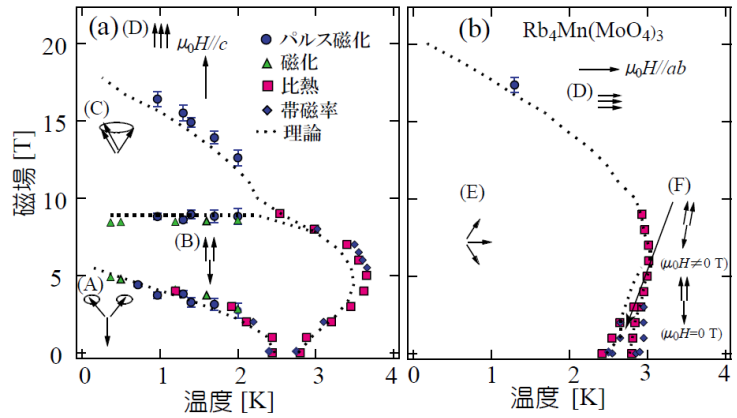 (a)
(D)
μ0H//c
パルス磁化
磁化
比熱
帯磁率
理論
(C)
(B)
(A)
磁場 [T]
20
15
10
5
0
0 1 2 3 4
温度 [K]
(b)
Rb4Mn(MoO4)3
μ0H//ab
(D)
(E)
(F)
(μ0H≠0 T)
(μ0H=0 T)
0 1 2 3 4
温度 [K]